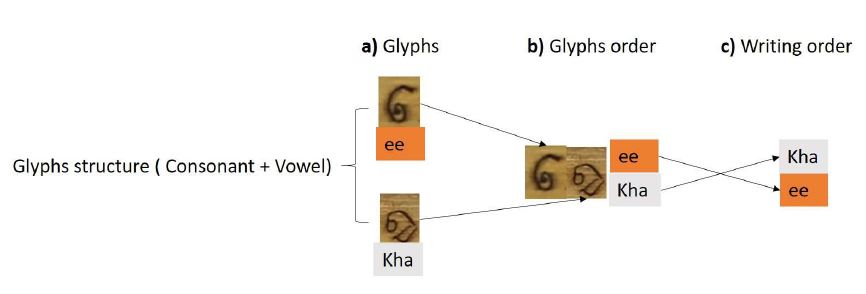 a) Glyphs
b) Glyphs order
c) Writing order
ee
Glyphs structure ( Consonant + Vowel)
Kha
ee
Kha
Kha
ee